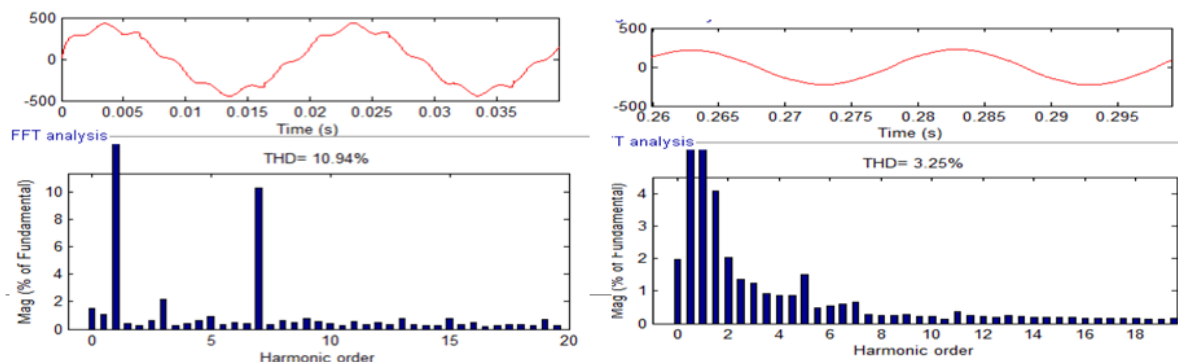 500
0
-500
0 0.005 0.01 0.015 0.02 0.025 0.03 0.035
Time (s)
FFT analysis
THD= 10.94%
Mag (% of Fundamental)
10
8
6
4
2
0
0 5 10 15 20
Harmonic order
500
0
-500
0.26 0.265 0.27 0.275 0.28 0.285 0.29 0.295
Time (s)
T analysis
THD= 3.25%
Mag (% of Fundamental)
4
3
2
1
0
0 2 4 6 8 10 12 14 16 18
Harmonic order